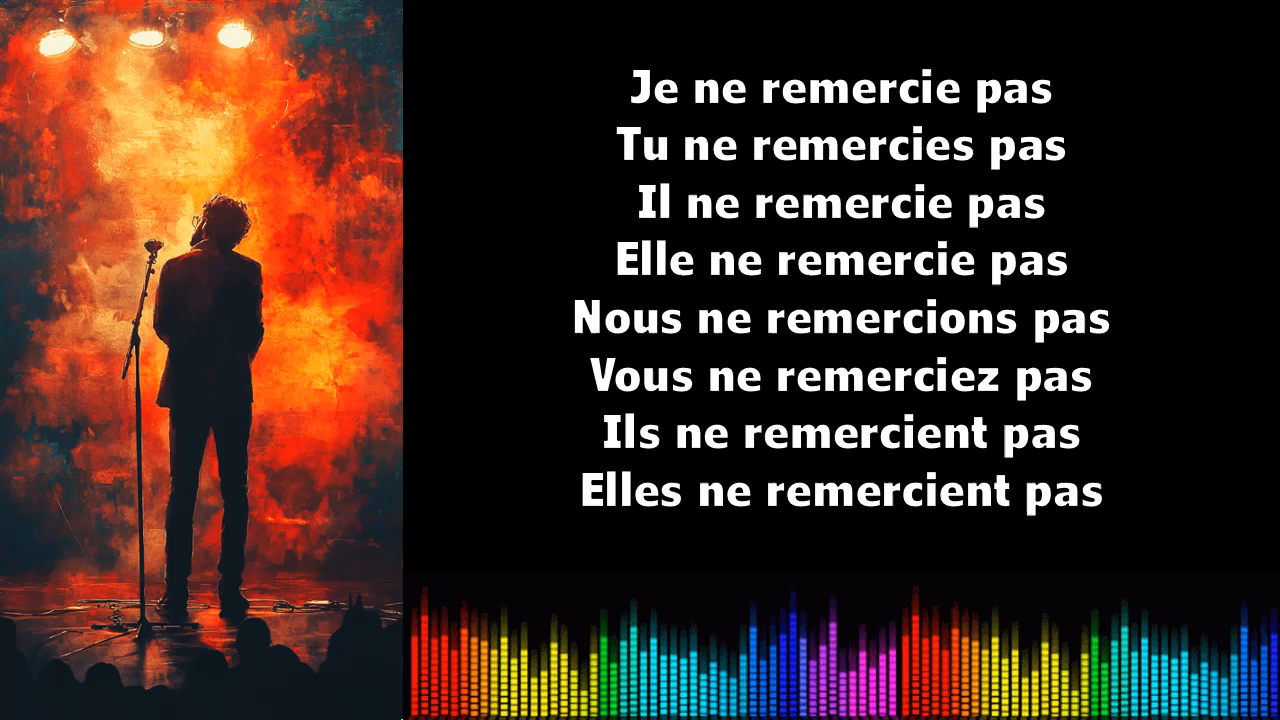 Je ne remercie pas
Tu ne remercies pas
Il ne remercie pas
Elle ne remercie pas
Nous ne remercions pas
Vous ne remerciez pas
Ils ne remercient pas
Elles ne remercient pas